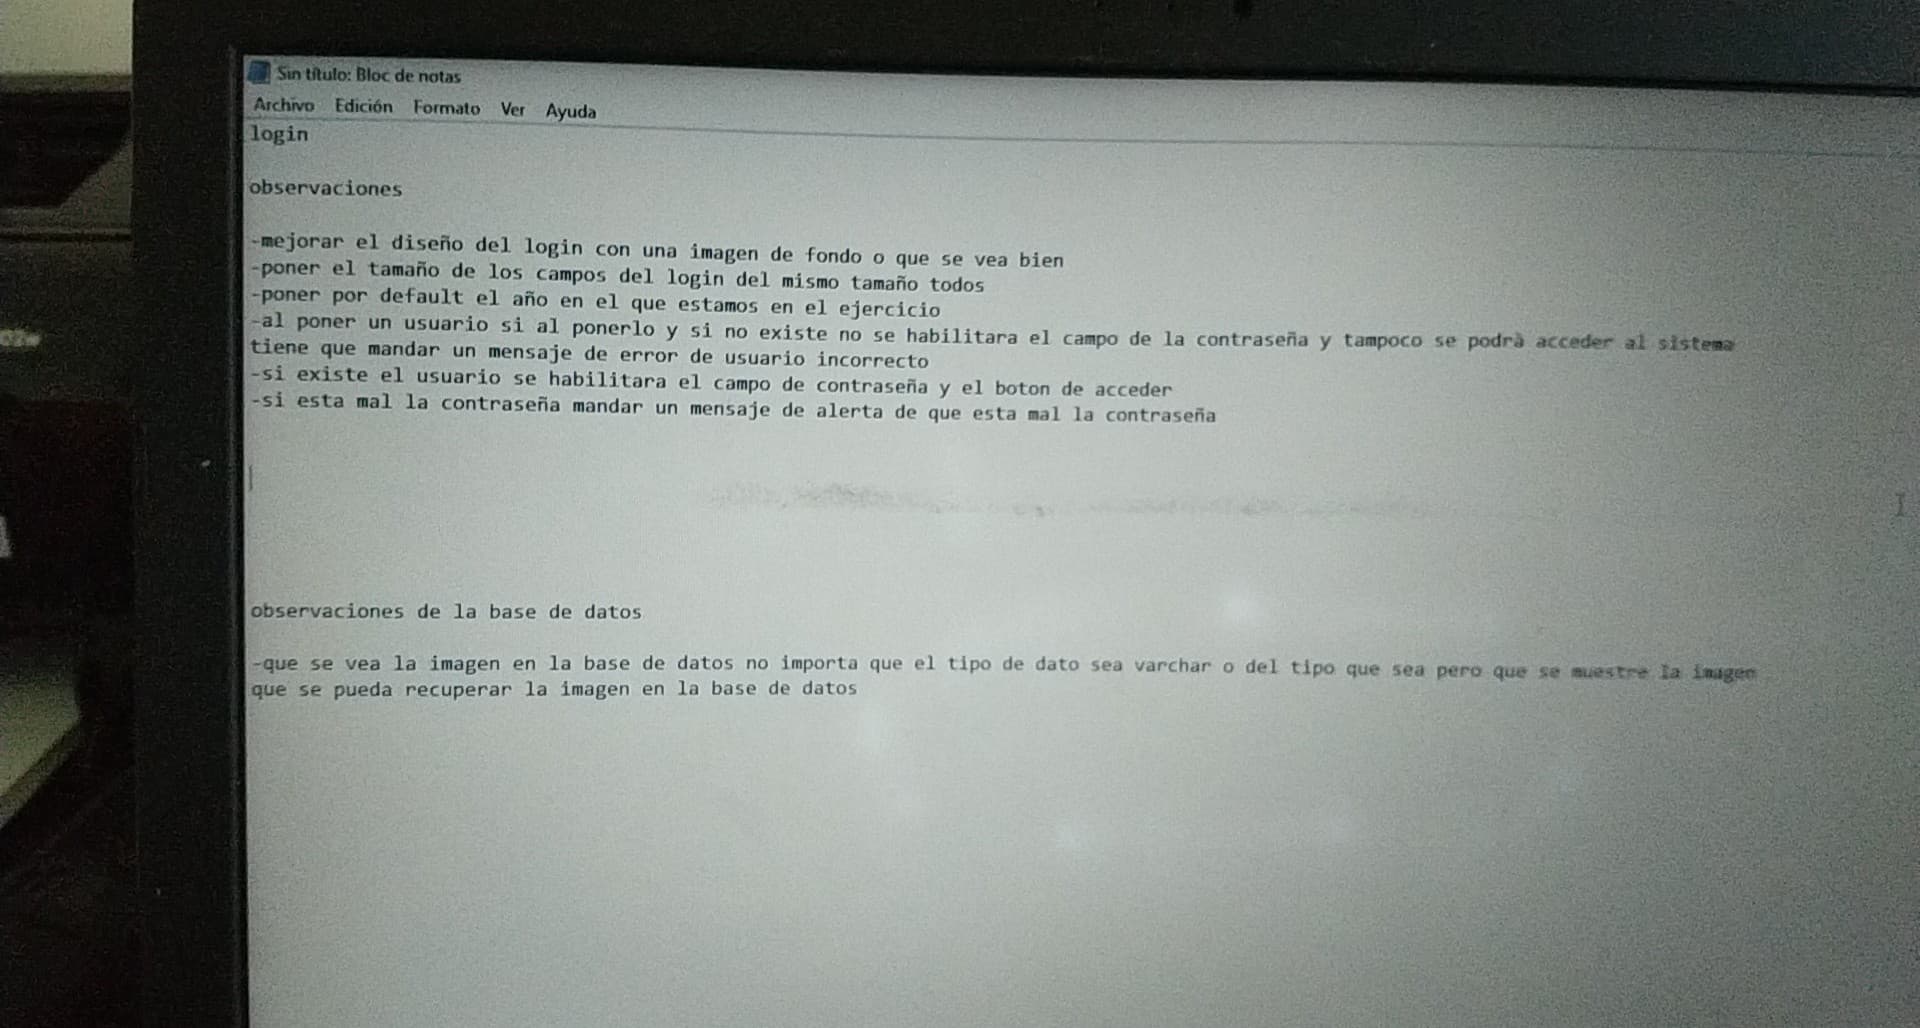 Sin título: Bloc de notas
Archivo Edición Formato Ver Ayuda
login
observaciones
-mejorar el diseño del login con una imagen de fondo o que se vea bien
-poner el tamaño de los campos del login del mismo tamaño todos
-poner por default el año en el que estamos en el ejercicio
-al poner un usuario si al ponerlo y si no existe no se habilitara el campo de la contraseña y tampoco se podrà acceder al sistema
tiene que mandar un mensaje de error de usuario incorrecto
-si existe el usuario se habilitara el campo de contraseña y el boton de acceder
-si esta mal la contraseña mandar un mensaje de alerta de que esta mal la contraseña
observaciones de la base de datos
-que se vea la imagen en la base de datos no importa que el tipo de dato sea varchar o del tipo que sea pero que se muestre la imagen
que se pueda recuperar la imagen en la base de datos